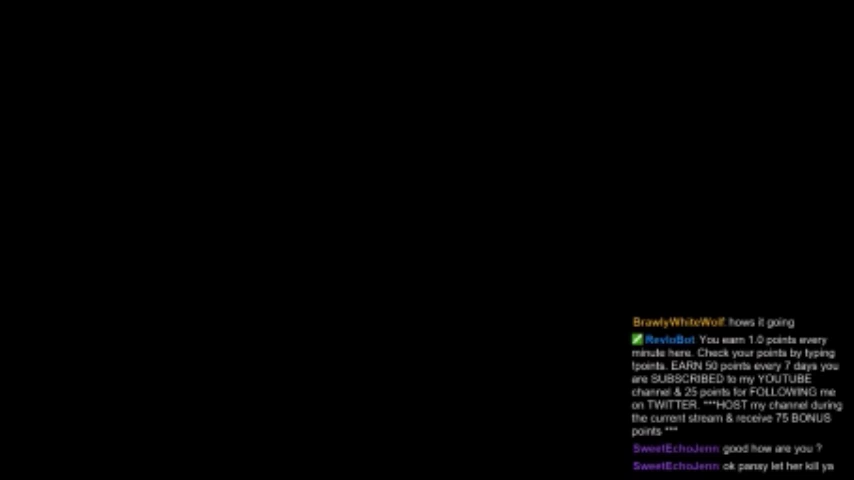 BrawlyWhiteWolf: hows it going
RevloBot You earn 1.0 points every
minute here. Check your points by typing
!points. EARN 50 points every 7 days you
are SUBSCRIBED to my YOUTUBE
channel & 25 points for FOLLOWING me
on TWITTER. ***HOST my channel during
the current stream & receive 75 BONUS
points ***
SweetEchoJenn good how are you ?
SweetEchoJenn ok pansy let her kill ya